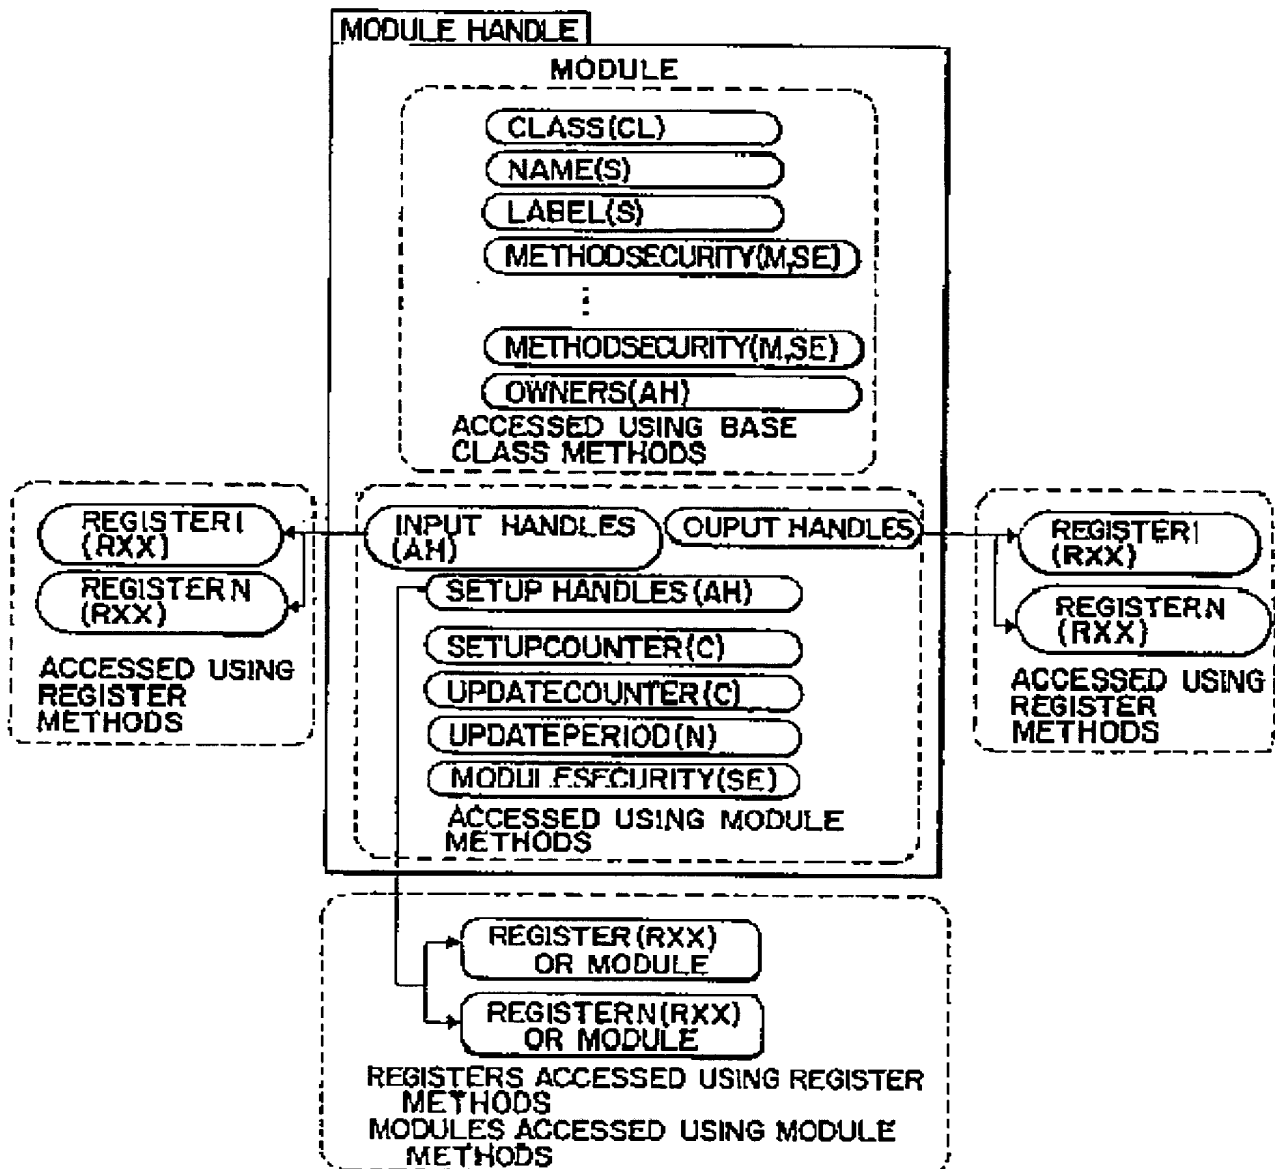 MODULE HANDLE
MODULE
CLASS(CL)
NAME(S)
LABEL(S)
METHODSECURITY(M,SE)
METHODSECURITY(M,SE)
OWNERS(AH)
ACCESSED USING BASE
CLASS METHODS
REGISTER1
(RXX)
REGISTERN
(RXX)
ACCESSED USING
REGISTER
METHODS
INPUT HANDLES
(AH)
OUPUT HANDLES
SETUP HANDLES(AH)
SETUPCOUNTER(C)
UPDATECOUNTER(C)
UPDATEPERIOD(N)
MODULESECURITY(SE)
ACCESSED USING MODULE
METHODS
REGISTER1
(RXX)
REGISTERN
(RXX)
ACCESSED USING
REGISTER
METHODS
REGISTER(RXX)
OR MODULE
REGISTERN(RXX)
OR MODULE
REGISTERS ACCESSED USING REGISTER
METHODS
MODULES ACCESSED USING MODULE
METHODS